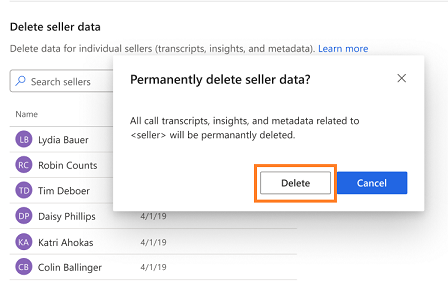 Delete seller data
Delete data for individual sellers (transcripts, insights, and metadata). Learn more
Search sellers
Permanently delete seller data?
All call transcripts, insights, and metadata related to
<seller> will be permanantly deleted.
Delete Cancel
Name
LB Lydia Bauer
RC Robin Counts
TD Tim Deboer
DP Daisy Phillips 4/1/19
KA Katri Ahokas 4/1/19
CB Colin Ballinger 4/1/19